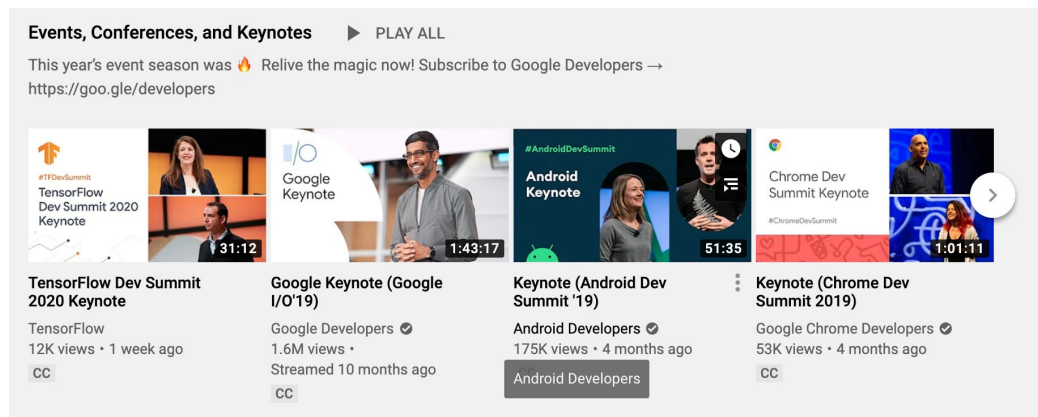 Events, Conferences, and Keynotes PLAY ALL
This year's event season was 🔥 Relive the magic now! Subscribe to Google Developers →
https://goo.gle/developers
#TFDevSummit
TensorFlow
Dev Summit 2020
Keynote
31:12
I/O
Google
Keynote
1:43:17
#AndroidDevSummit
Android
Keynote
51:35
Chrome Dev
Summit Keynote
#ChromeDevSummit
1:01:11
TensorFlow Dev Summit
2020 Keynote
TensorFlow
12K views • 1 week ago
CC
Google Keynote (Google
I/O'19)
Google Developers
1.6M views •
Streamed 10 months ago
CC
Keynote (Android Dev
Summit '19)
Android Developers
175K views • 4 months ago
Android Developers
Keynote (Chrome Dev
Summit 2019)
Google Chrome Developers
53K views • 4 months ago
CC